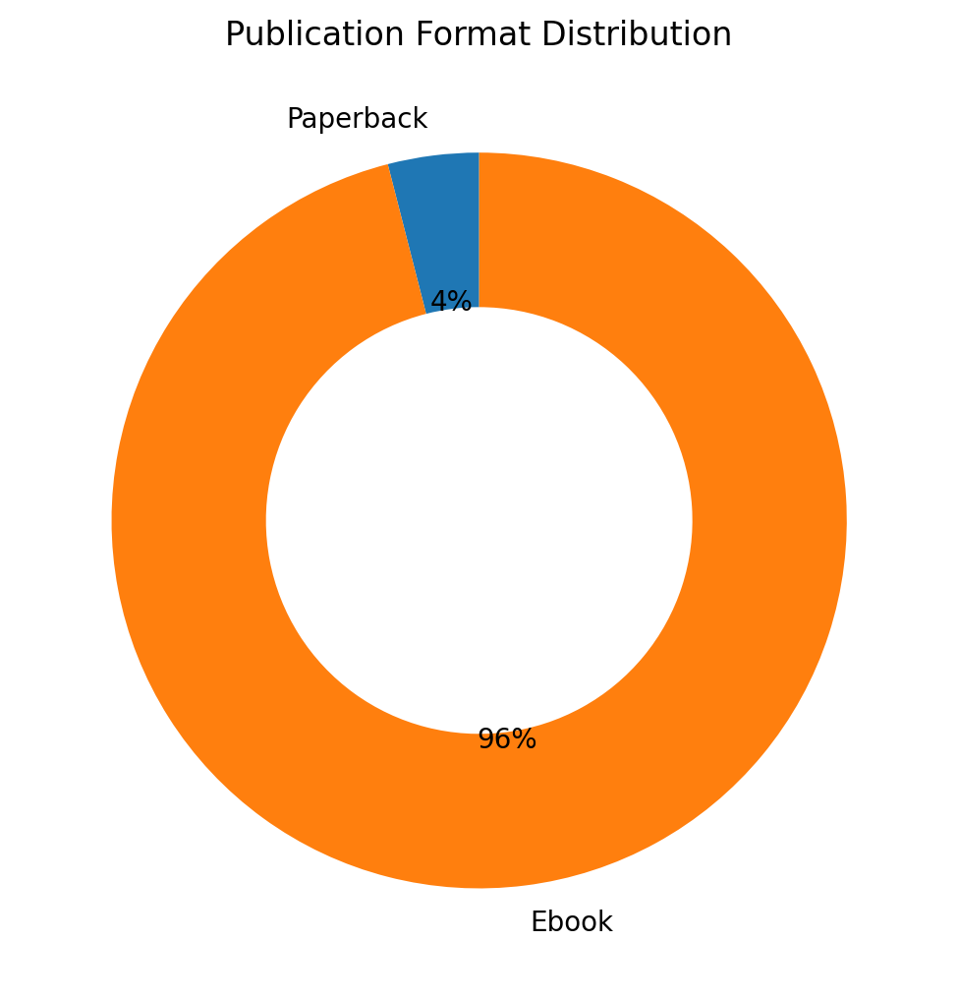 Publication Format Distribution
Paperback
4%
96%
Ebook